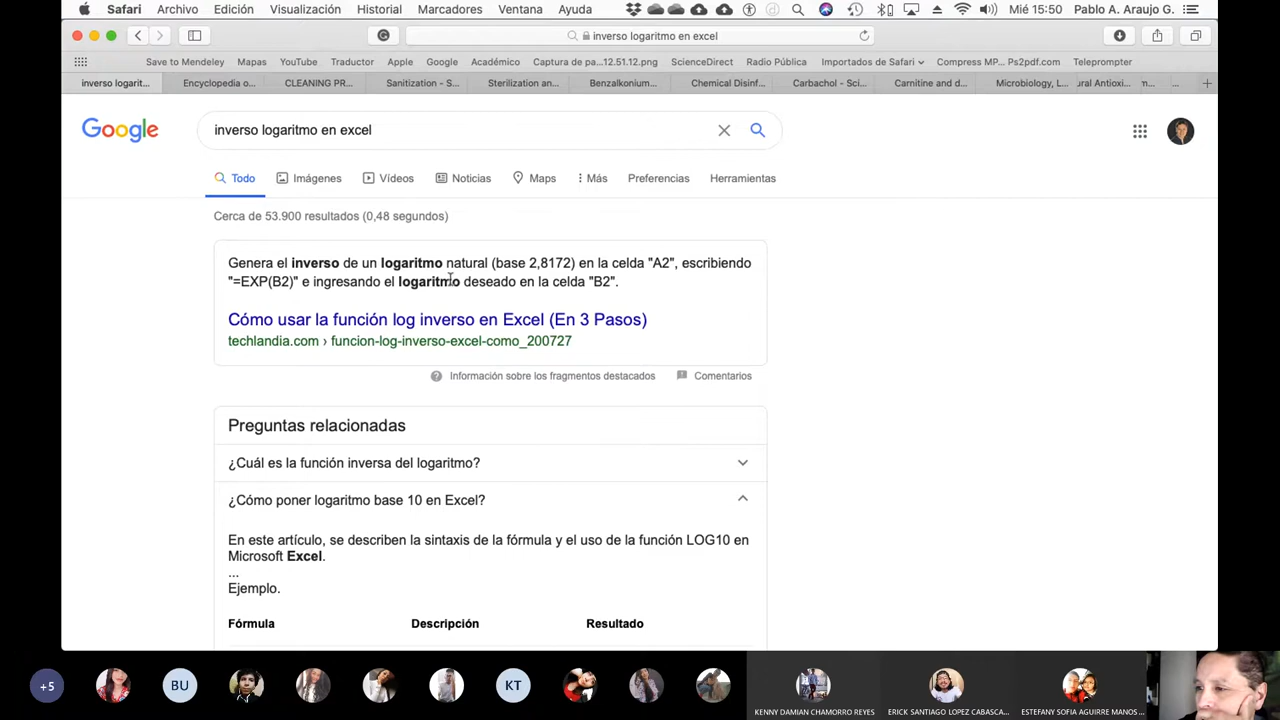 Safari Archivo Edición Visualización Historial Marcadores Ventana Ayuda Mié 15:50 Pablo A. Araujo G.
inverso logaritmo en excel
Save to Mendeley Mapas YouTube Traductor Apple Google Académico Captura de pa...12.51.12.png ScienceDirect Radio Pública Importados de Safari Compress MP... Ps2pdf.com Teleprompter
inverso logarit... Encyclopedia o... CLEANING PR... Sanitization - S... Sterilization an... Benzalkonium... Chemical Disinf... Carbachol - Sci... Carnitine and d... Microbiology, L... ural Antioxi...
Google inverso logaritmo en excel
Todo Imágenes Vídeos Noticias Maps Más Preferencias Herramientas
Cerca de 53.900 resultados (0,48 segundos)
Genera el inverso de un logaritmo natural (base 2,8172) en la celda "A2", escribiendo
"=EXP(B2)" e ingresando el logaritmo deseado en la celda "B2".
Cómo usar la función log inverso en Excel (En 3 Pasos)
techlandia.com › funcion-log-inverso-excel-como_200727
Información sobre los fragmentos destacados Comentarios
Preguntas relacionadas
¿Cuál es la función inversa del logaritmo?
¿Cómo poner logaritmo base 10 en Excel?
En este artículo, se describen la sintaxis de la fórmula y el uso de la función LOG10 en
Microsoft Excel.
...
Ejemplo.
Fórmula Descripción Resultado
+5 BU KT
KENNY DAMIAN CHAMORRO REYES ERICK SANTIAGO LOPEZ CABASCA... ESTEFANY SOFIA AGUIRRE MANOS...